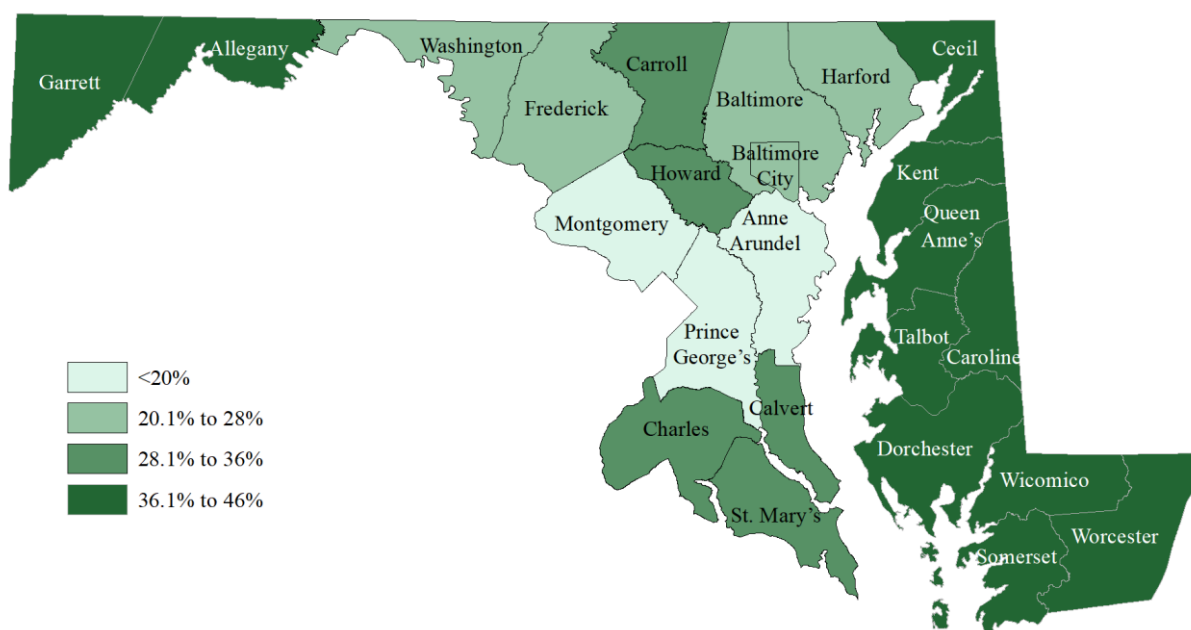 Garrett
Allegany
Washington
Frederick
Carroll
Baltimore
Harford
Cecil
Baltimore
City
Howard
Montgomery
Anne
Arundel
Kent
Queen
Anne's
Prince
George's
Talbot
Caroline
Calvert
Charles
St. Mary's
Dorchester
Wicomico
Somerset
Worcester
<20%
20.1% to 28%
28.1% to 36%
36.1% to 46%